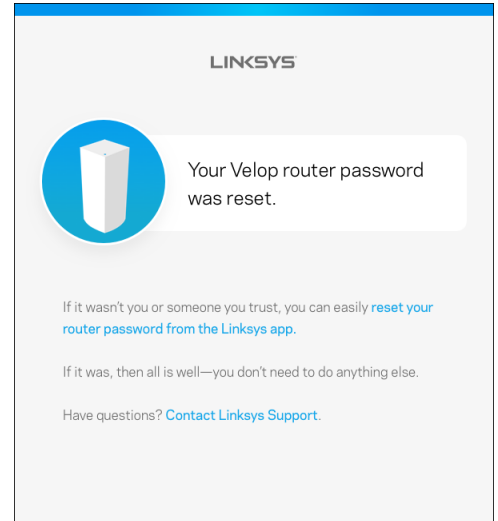 LINKSYS
Your Velop router password
was reset.
If it wasn't you or someone you trust, you can easily reset your
router password from the Linksys app.
If it was, then all is well—you don't need to do anything else.
Have questions? Contact Linksys Support.